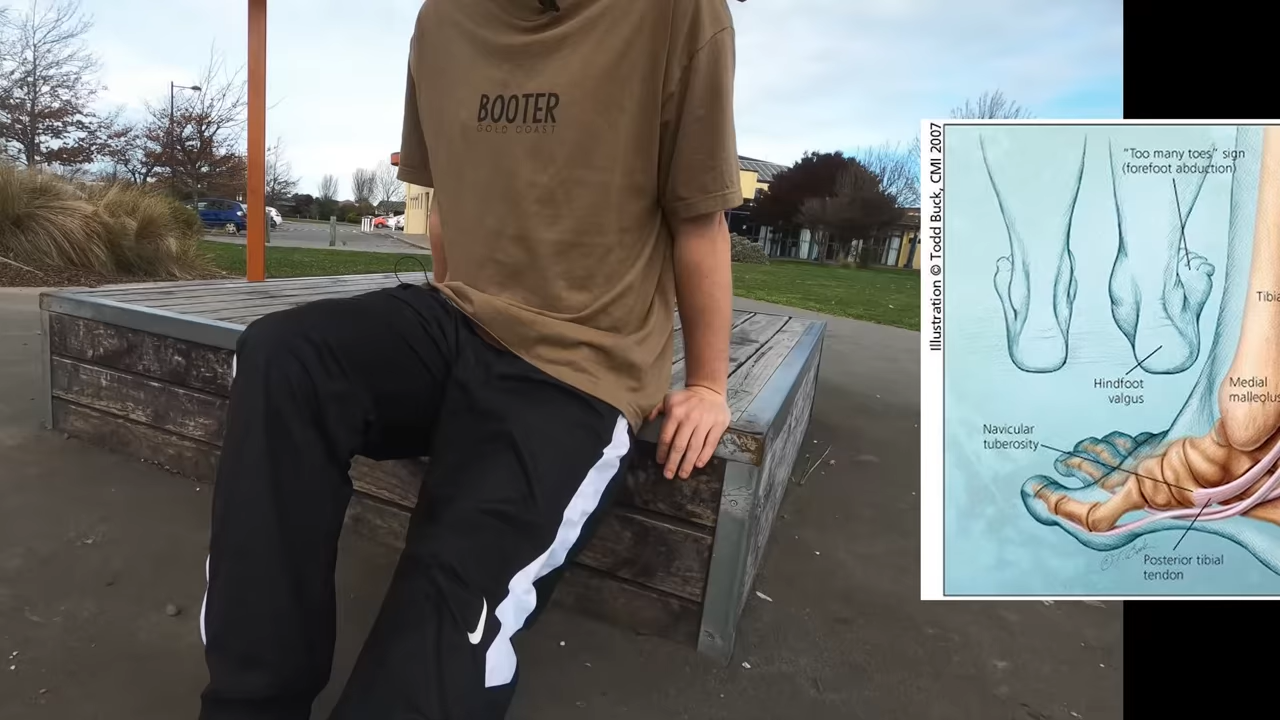 BOOTER
GOLD COAST
Illustration © Todd Buck, CMI 2007
"Too many toes" sign
(forefoot abduction)
Hindfoot
valgus
Navicular
tuberosity
Medial
malleolus
Posterior tibial
tendon